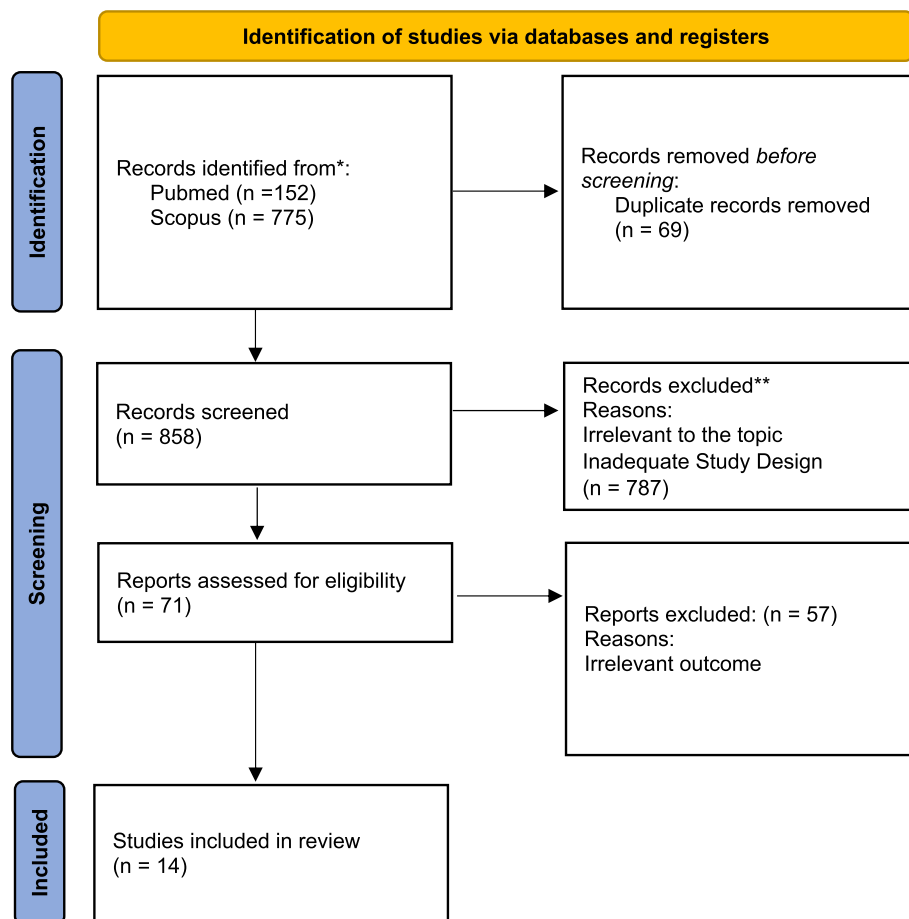 Identification of studies via databases and registers
Identification
Records identified from*:
Pubmed (n =152)
Scopus (n = 775)
Records removed before
screening:
Duplicate records removed
(n = 69)
Screening
Records screened
(n = 858)
Records excluded**
Reasons:
Irrelevant to the topic
Inadequate Study Design
(n = 787)
Reports assessed for eligibility
(n = 71)
Reports excluded: (n = 57)
Reasons:
Irrelevant outcome
Included
Studies included in review
(n = 14)